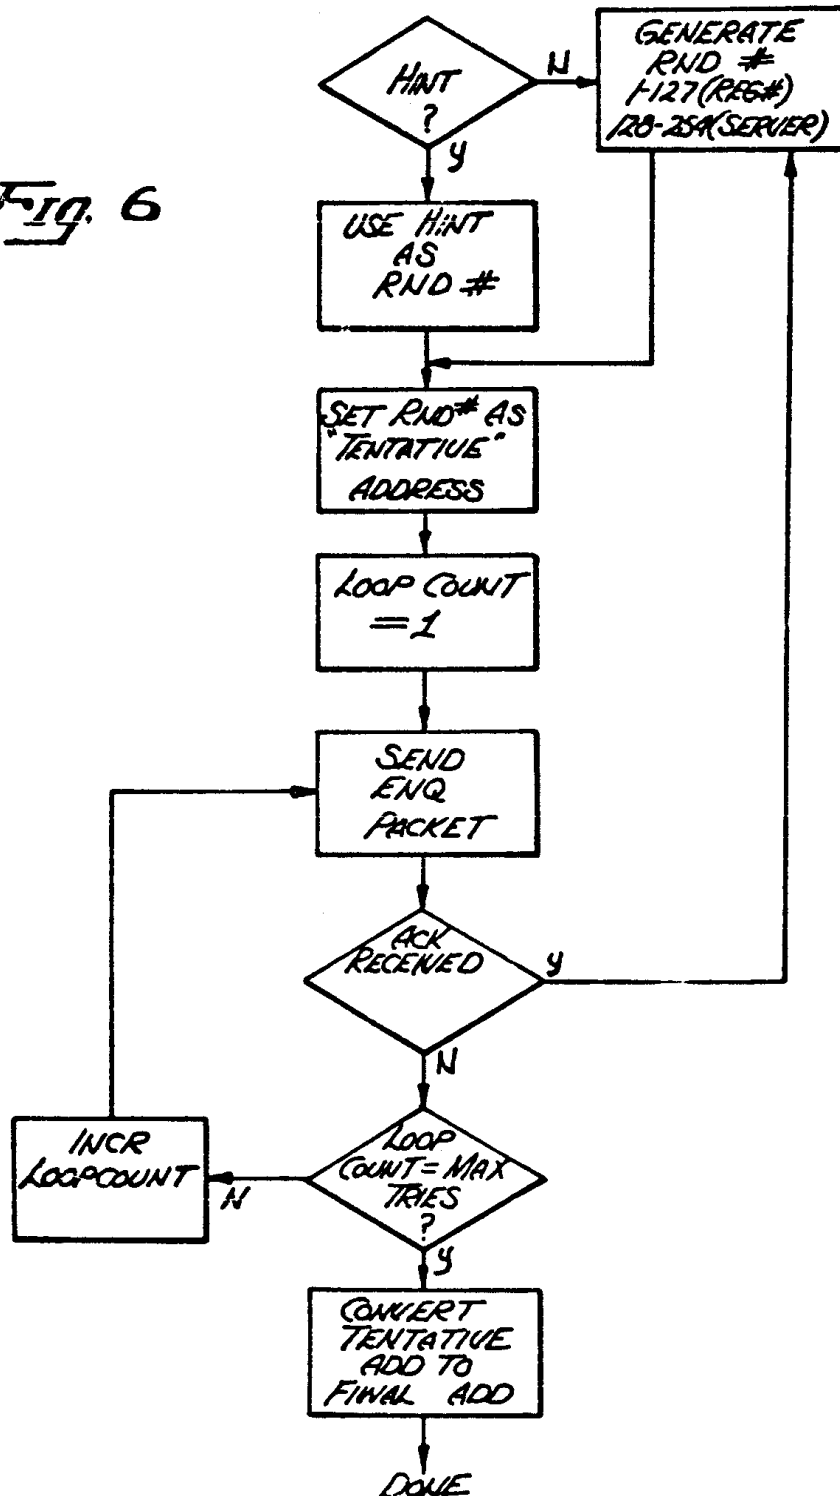 Fig. 6
HINT
?
N
Y
GENERATE
RND #
1-127(REG#)
128-254(SERVER)
USE HINT
AS
RND #
SET RND # AS
"TENTATIVE"
ADDRESS
LOOP COUNT
= 1
SEND
ENQ
PACKET
ACK
RECEIVED
Y
N
LOOP
COUNT = MAX
TRIES
?
N
Y
INCR
LOOPCOUNT
CONVERT
TENTATIVE
ADD TO
FINAL ADD
DONE